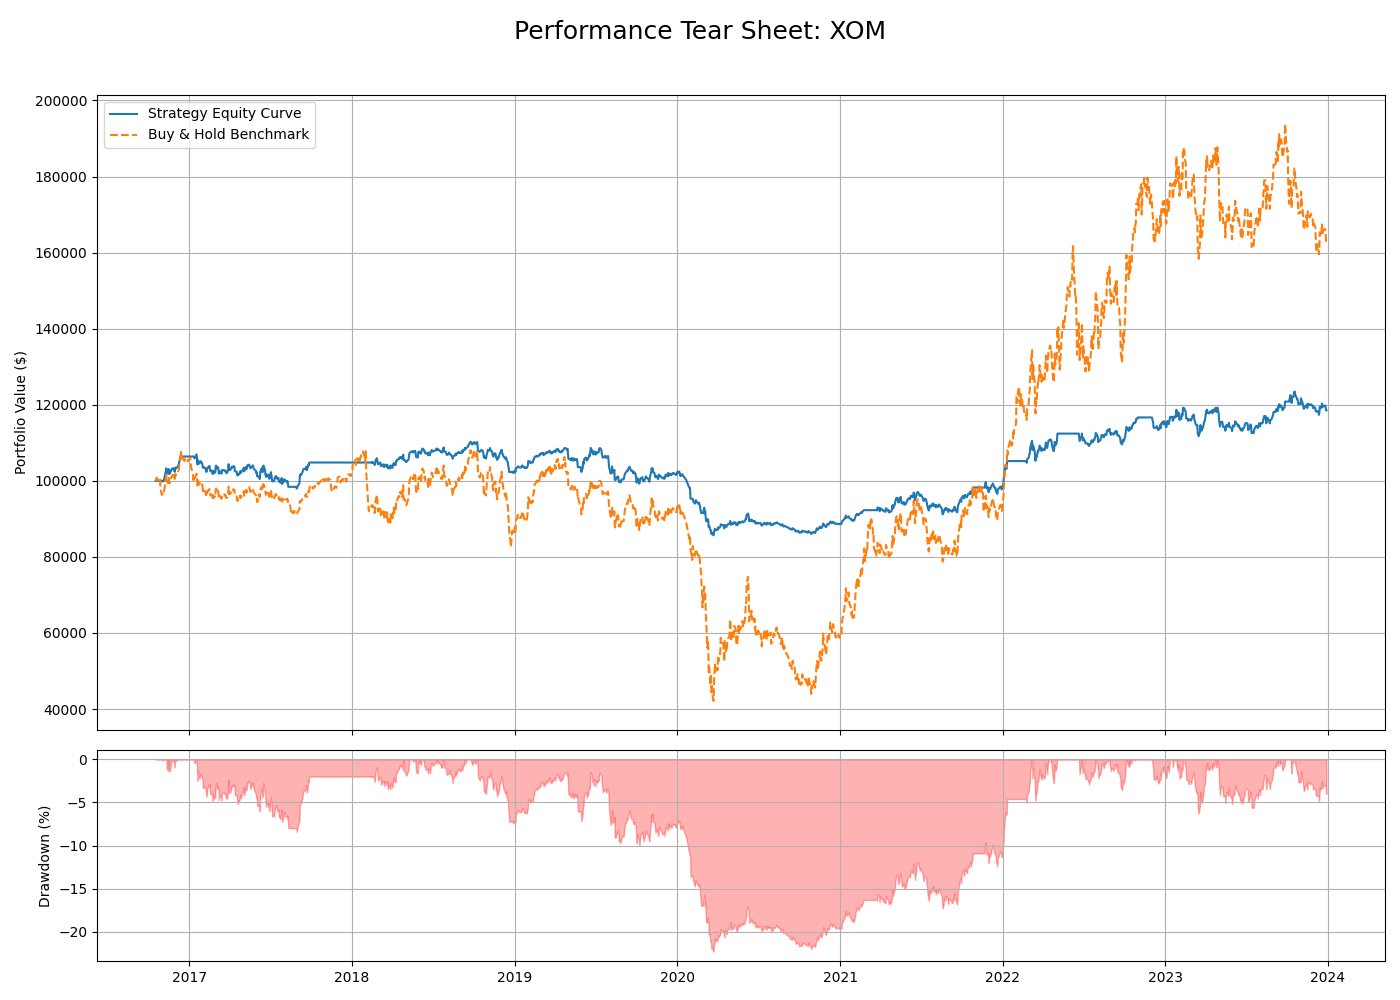 Performance Tear Sheet: XOM
Strategy Equity Curve
Buy & Hold Benchmark
Portfolio Value ($)
200000
180000
160000
140000
120000
100000
80000
60000
40000
Drawdown (%)
0
−5
−10
−15
−20
2017 2018 2019 2020 2021 2022 2023 2024